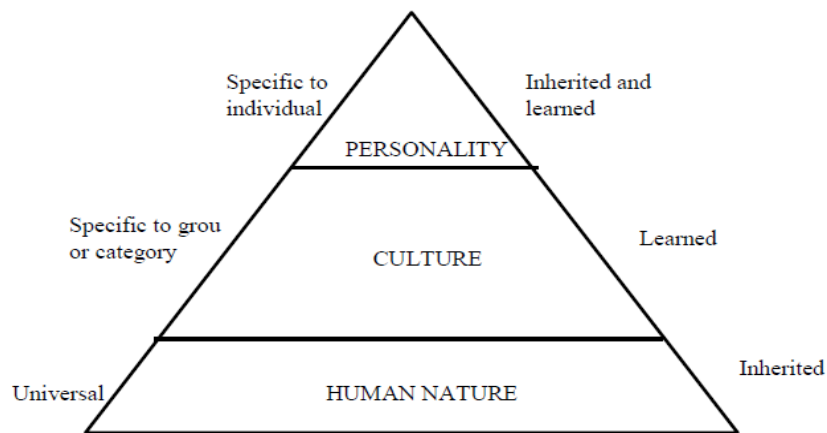 Specific to
individual
Inherited and
learned
PERSONALITY
Specific to grou
or category
Learned
CULTURE
Inherited
Universal
HUMAN NATURE